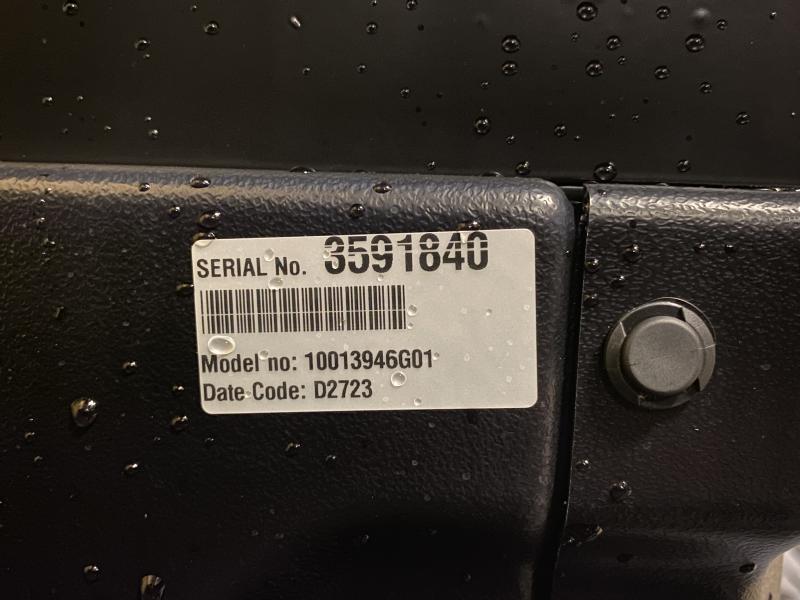 SERIAL No. 3591840
Model no: 10013946G01
Date Code: D2723